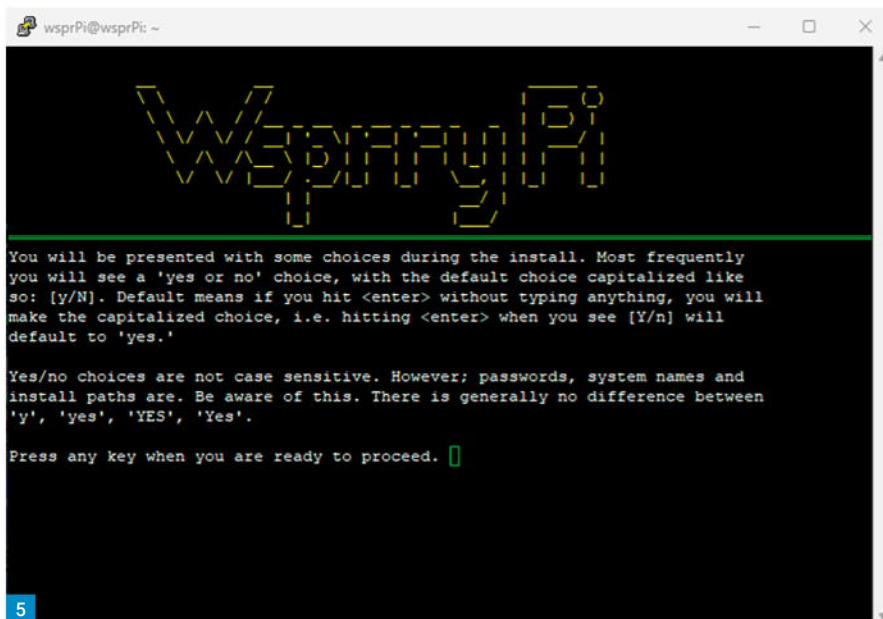 wsprPi@wsprPi: ~
WsprryPi
You will be presented with some choices during the install. Most frequently
you will see a 'yes or no' choice, with the default choice capitalized like
so: [y/N]. Default means if you hit <enter> without typing anything, you will
make the capitalized choice, i.e. hitting <enter> when you see [Y/n] will
default to 'yes.'
Yes/no choices are not case sensitive. However; passwords, system names and
install paths are. Be aware of this. There is generally no difference between
'y', 'yes', 'YES', 'Yes'.
Press any key when you are ready to proceed.
5